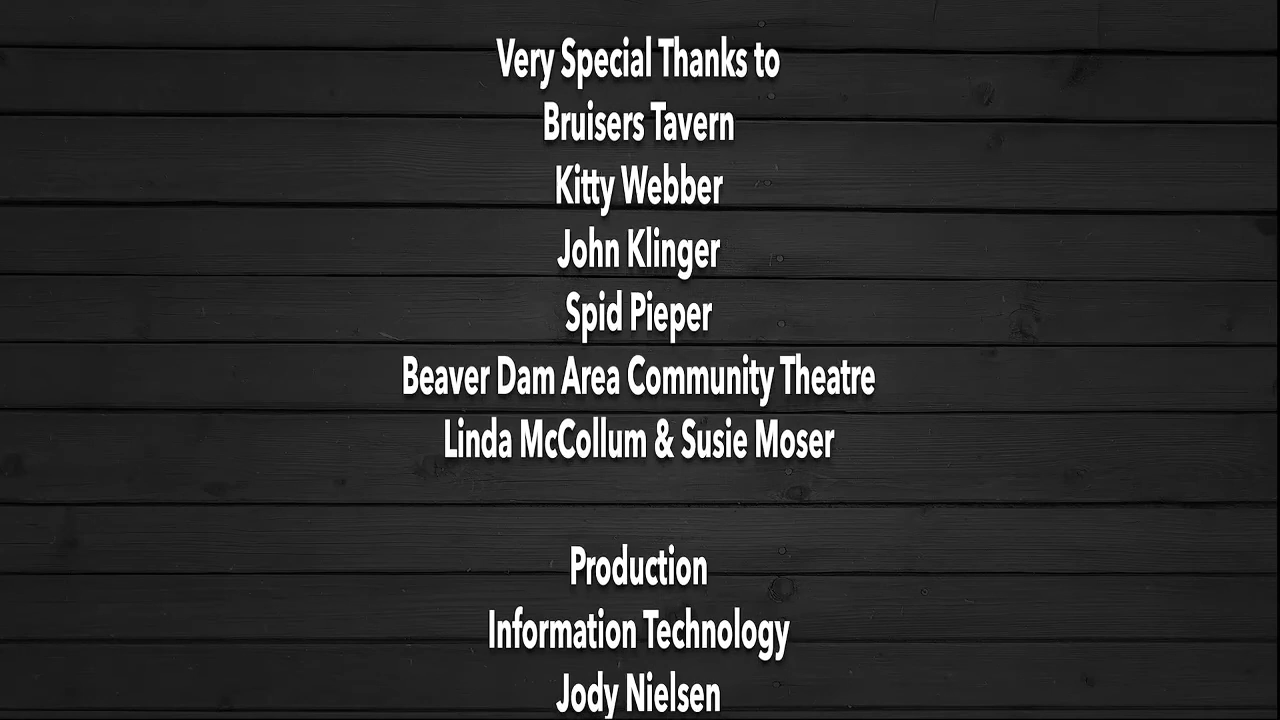 Very Special Thanks to
Bruisers Tavern
Kitty Webber
John Klinger
Spid Pieper
Beaver Dam Area Community Theatre
Linda McCollum & Susie Moser
Production
Information Technology
Jody Nielsen